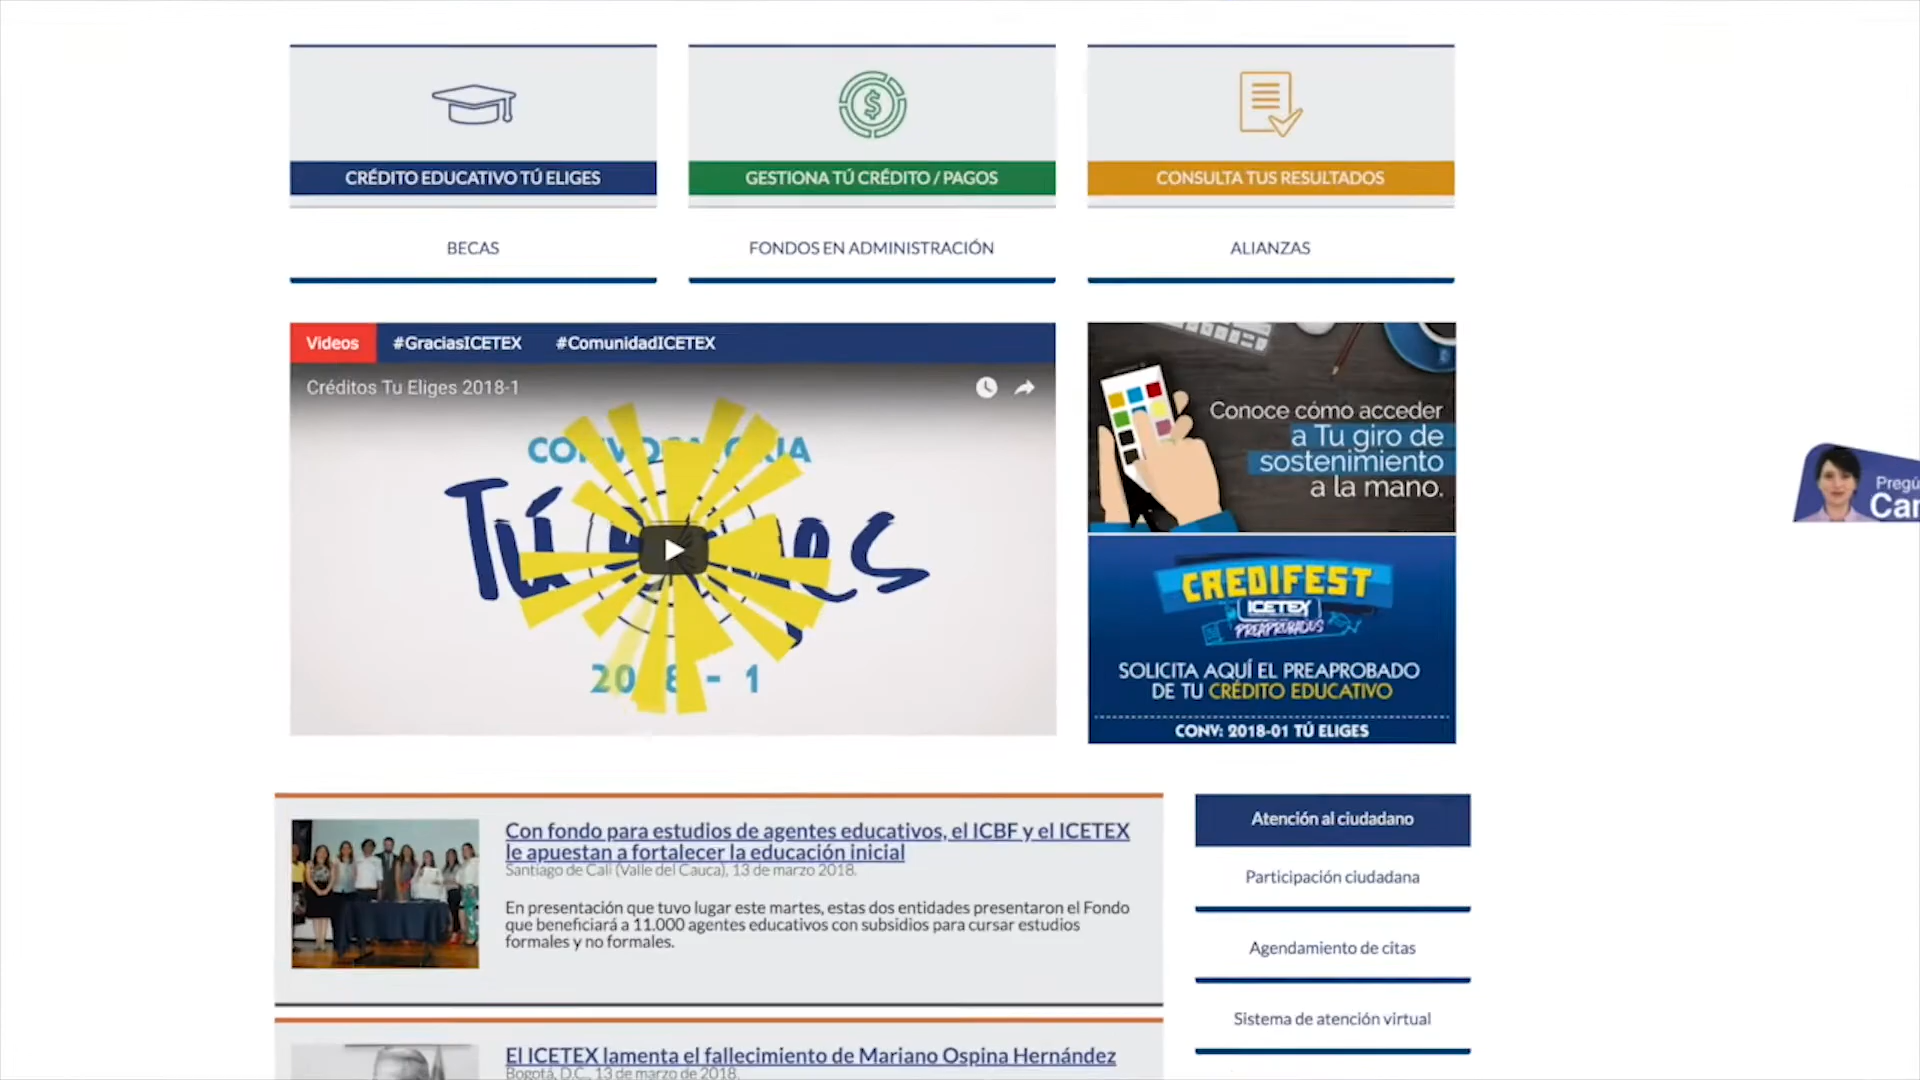 CRÉDITO EDUCATIVO TÚ ELIGES
GESTIONA TÚ CRÉDITO / PAGOS
CONSULTA TUS RESULTADOS
BECAS
FONDOS EN ADMINISTRACIÓN
ALIANZAS
Videos #GraciasICETEX #ComunidadICETEX
Créditos Tu Eliges 2018-1
Tú
- 1
Conoce cómo acceder
a Tu giro de
sostenimiento
a la mano.
CREDIFEST
ICETEX
PREAPROBADOS
SOLICITA AQUÍ EL PREAPROBADO
DE TU CRÉDITO EDUCATIVO
CONV: 2018-01 TÚ ELIGES
Con fondo para estudios de agentes educativos, el ICBF y el ICETEX
le apuestan a fortalecer la educación inicial
Santiago de Cali (Valle del Cauca), 13 de marzo 2018.
En presentación que tuvo lugar este martes, estas dos entidades presentaron el Fondo
que beneficiará a 11.000 agentes educativos con subsidios para cursar estudios
formales y no formales.
El ICETEX lamenta el fallecimiento de Mariano Ospina Hernández
Bogotá, D.C., 13 de marzo de 2018.
Atención al ciudadano
Participación ciudadana
Agendamiento de citas
Sistema de atención virtual